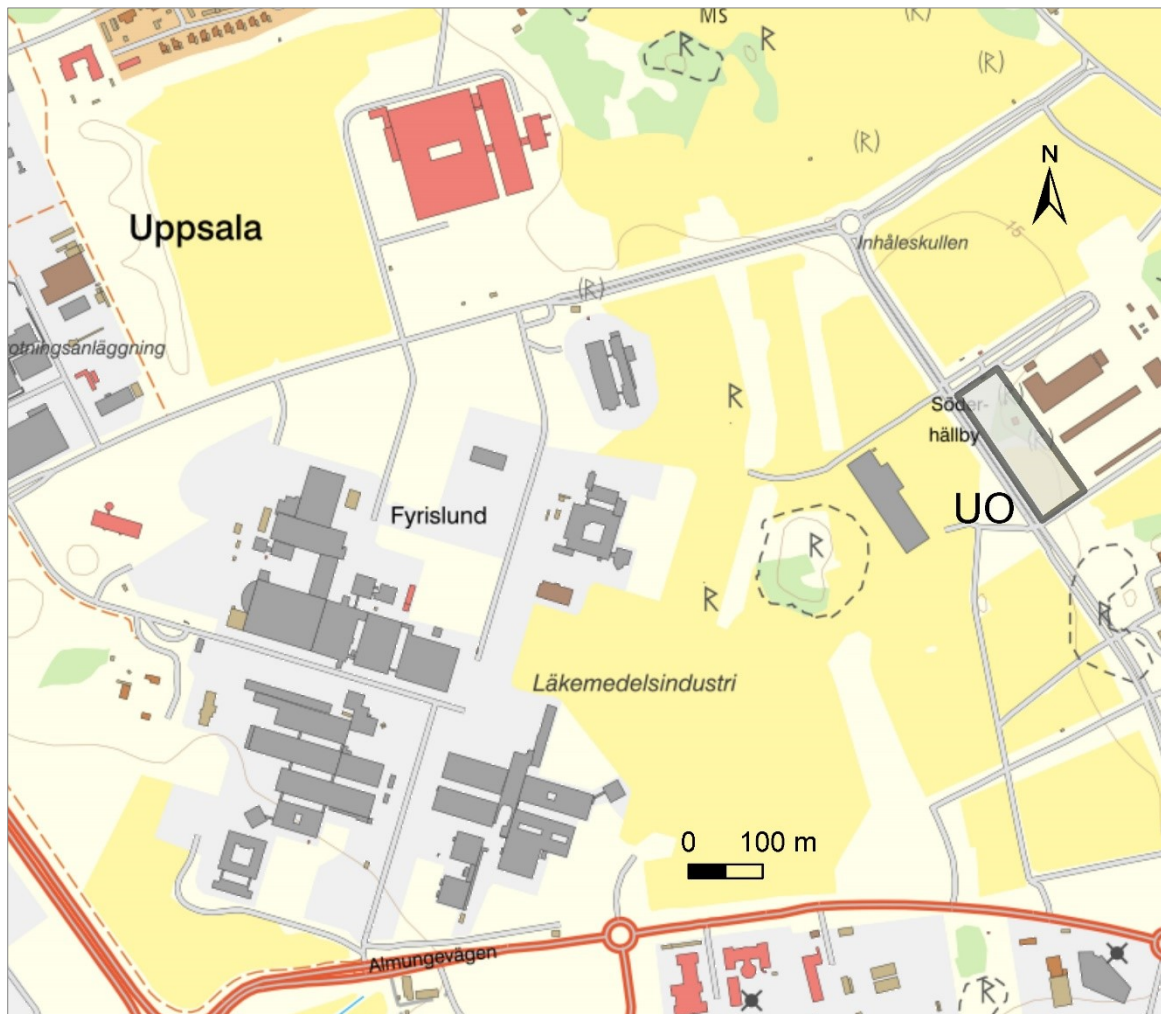 MS
R
R
(R)
(R)
(R)
N
Uppsala
15
Inhåleskullen
(R)
otningsanläggning
R
(R)
Söder-
hällby
(R)
UO
Fyrislund
R
R
R
Läkemedelsindustri
0 100 m
Almungevägen
R